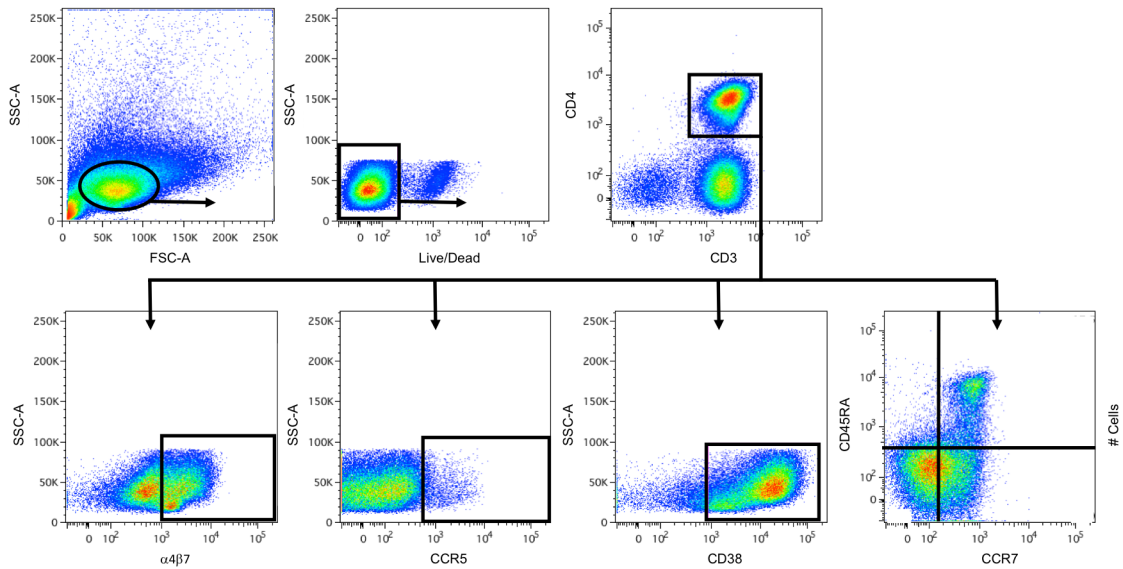 250K
200K
150K
100K
50K
0
SSC-A
0 50K 100K 150K 200K 250K
FSC-A
250K
200K
150K
100K
50K
0
SSC-A
0 10² 10³ 10⁴ 10⁵
Live/Dead
10⁵
10⁴
10³
10²
0
CD4
0 10² 10³ 10⁴ 10⁵
CD3
250K
200K
150K
100K
50K
0
SSC-A
0 10² 10³ 10⁴ 10⁵
α4β7
250K
200K
150K
100K
50K
0
SSC-A
0 10² 10³ 10⁴ 10⁵
CCR5
250K
200K
150K
100K
50K
0
SSC-A
0 10² 10³ 10⁴ 10⁵
CD38
10⁵
10⁴
10³
10²
0
CD45RA
0 10² 10³ 10⁴ 10⁵
CCR7
# Cells